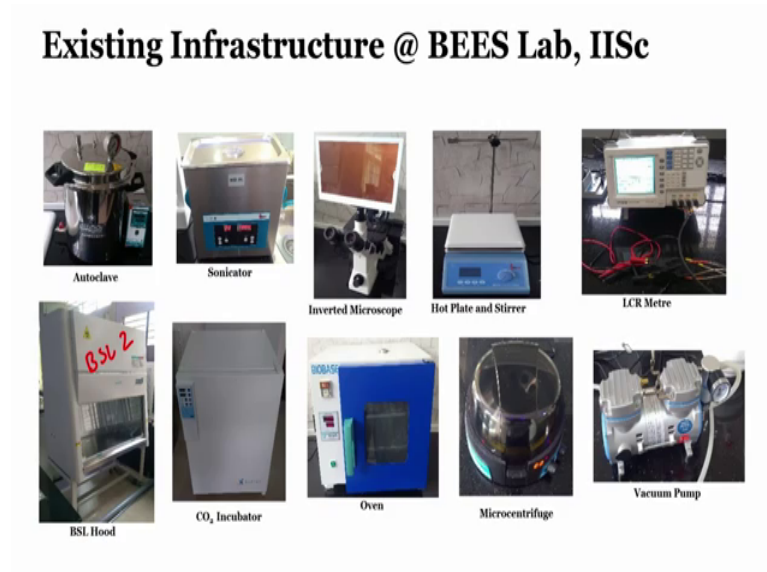 Existing Infrastructure @ BEES Lab, IISc
Autoclave
Sonicator
Inverted Microscope
Hot Plate and Stirrer
LCR Metre
BSL 2
BIOBASE
BSL Hood
CO₂ Incubator
Oven
Microcentrifuge
Vacuum Pump